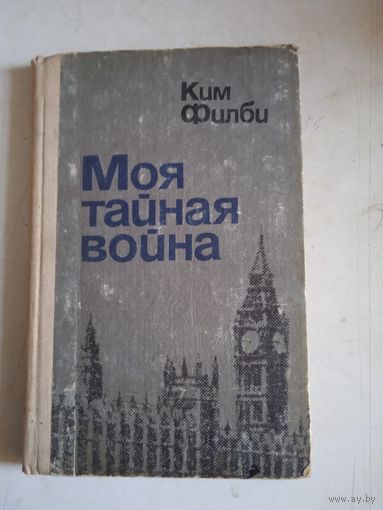 Ким
Филби
Моя
тайная
война
www.ay.by